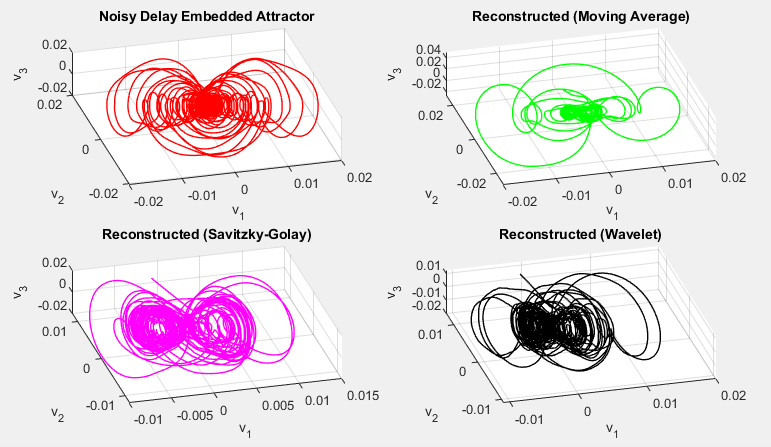 Noisy Delay Embedded Attractor
0.02
0
-0.02
v3
0.02
0
-0.02
v2
-0.02
-0.01
0
0.01
0.02
v1
Reconstructed (Moving Average)
0.04
0.02
0
-0.02
v3
0.02
0
-0.02
v2
-0.02
-0.01
0
0.01
0.02
v1
Reconstructed (Savitzky-Golay)
0.02
0
-0.02
v3
0.01
0
-0.01
v2
-0.01
-0.005
0
0.005
0.01
0.015
v1
Reconstructed (Wavelet)
0.01
0
-0.01
-0.02
v3
0.01
0
-0.01
v2
-0.01
0
0.01
0.02
v1